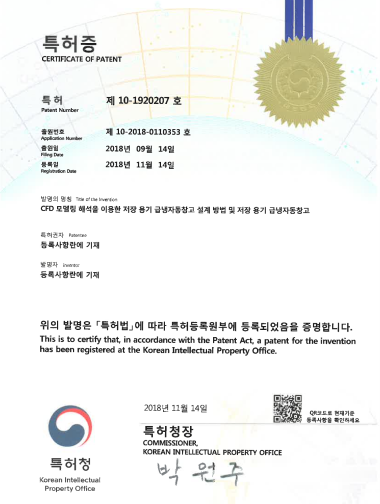 특허증
CERTIFICATE OF PATENT
특 허 제 10-1920207 호
Patent Number
출원번호 제 10-2018-0110353 호
Application Number
출원일 2018년 09월 14일
Filing Date
등록일 2018년 11월 14일
Registration Date
발명의 명칭 Title of the Invention
CFD 모델링 해석을 이용한 저장 용기 급냉자동창고 설계 방법 및 저장 용기 급냉자동창고
특허권자 Patentee
등록사항란에 기재
발명자 Inventor
등록사항란에 기재
위의 발명은 「특허법」에 따라 특허등록원부에 등록되었음을 증명합니다.
This is to certify that, in accordance with the Patent Act, a patent for the invention
has been registered at the Korean Intellectual Property Office.
2018년 11월 14일
QR코드로 현재기준
등록사항을 확인하세요
특허청장
COMMISSIONER,
KOREAN INTELLECTUAL PROPERTY OFFICE
박 원 주
특허청
Korean Intellectual
Property Office